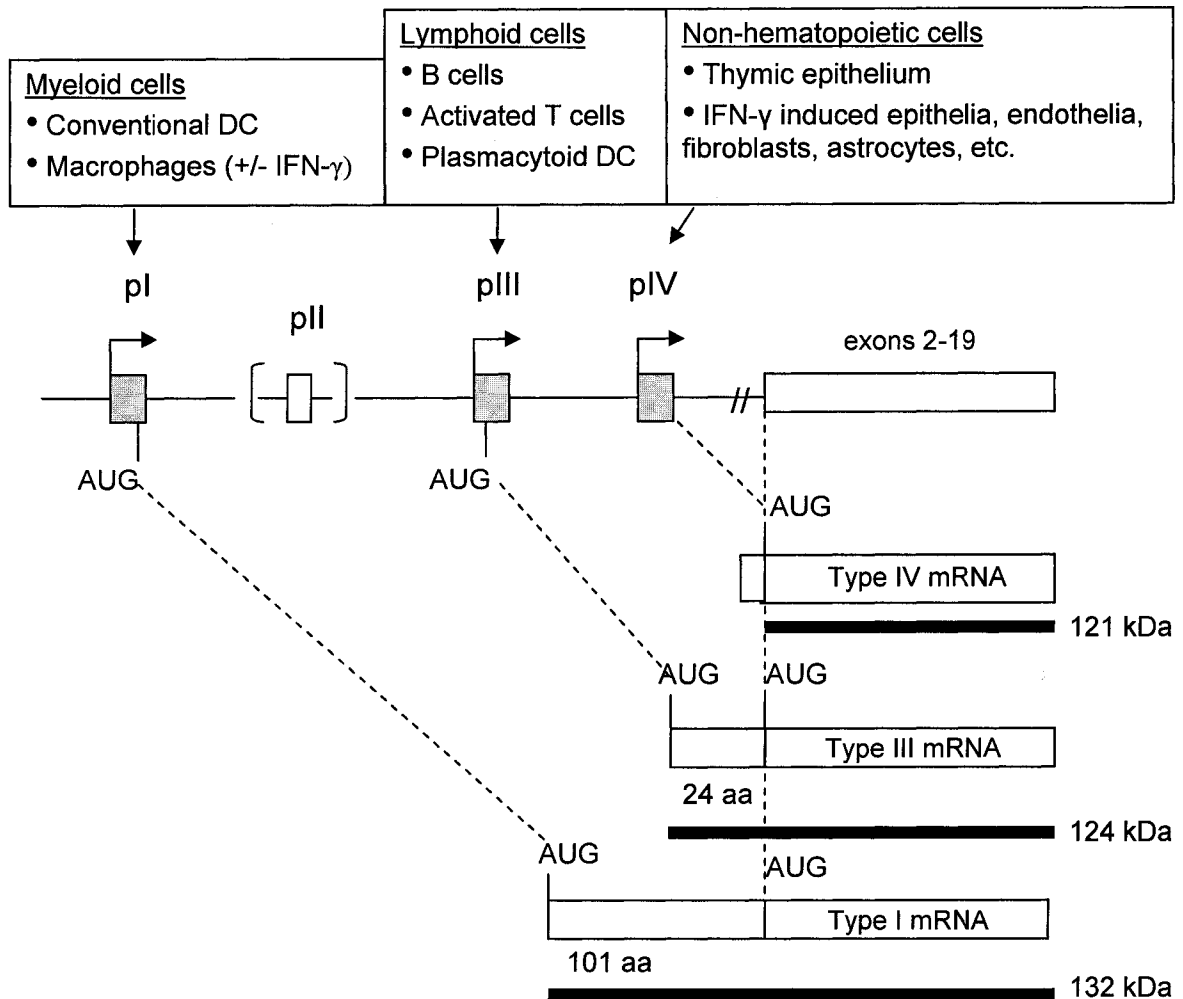 Myeloid cells
• Conventional DC
• Macrophages (+/- IFN-γ)
Lymphoid cells
• B cells
• Activated T cells
• Plasmacytoid DC
Non-hematopoietic cells
• Thymic epithelium
• IFN-γ induced epithelia, endothelia,
fibroblasts, astrocytes, etc.
pI
pII
pIII
pIV
exons 2-19
AUG
AUG
AUG
Type IV mRNA
121 kDa
AUG
AUG
Type III mRNA
24 aa
124 kDa
AUG
AUG
Type I mRNA
101 aa
132 kDa